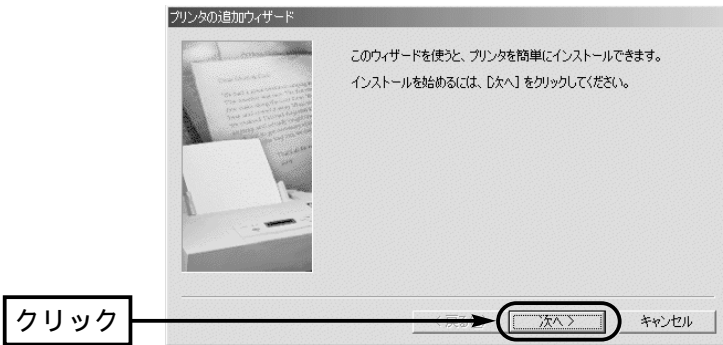 プリンタの追加ウィザード
このウィザードを使うと、プリンタを簡単にインストールできます。
インストールを始めるには、[次へ] をクリックしてください。
クリック
次へ >
キャンセル